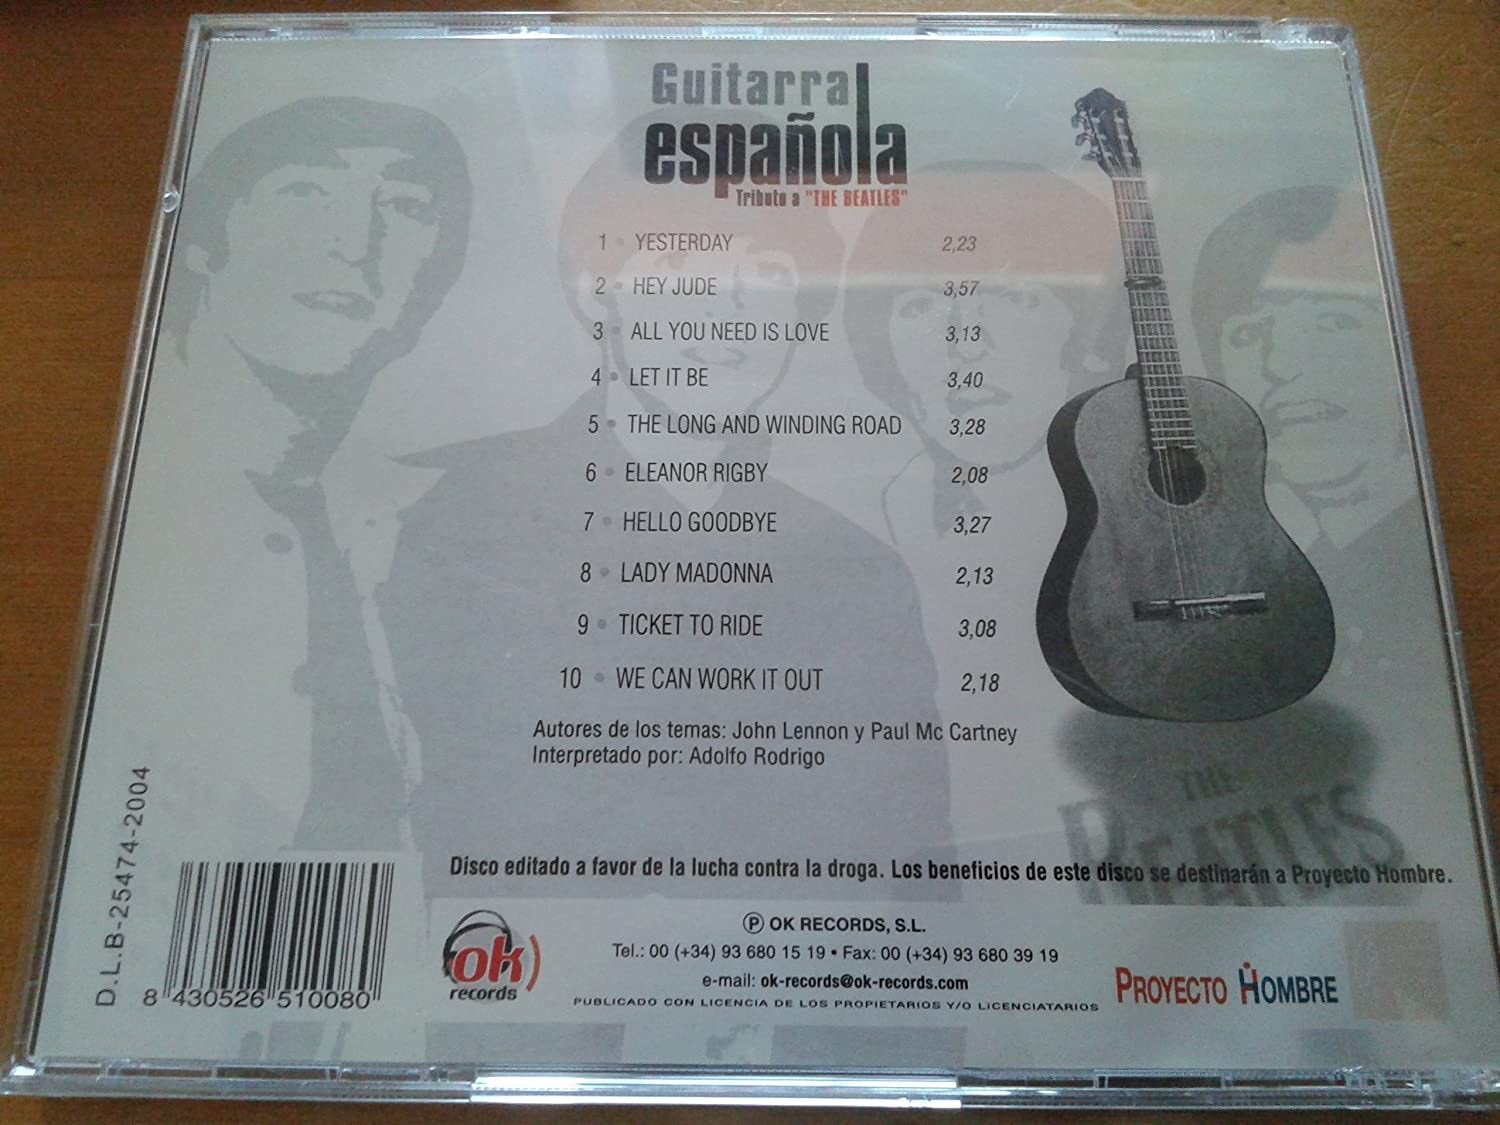 Guitarra
española
Tributo a "THE BEATLES"
1 • YESTERDAY 2,23
2 • HEY JUDE 3,57
3 • ALL YOU NEED IS LOVE 3,13
4 • LET IT BE 3,40
5 • THE LONG AND WINDING ROAD 3,28
6 • ELEANOR RIGBY 2,08
7 • HELLO GOODBYE 3,27
8 • LADY MADONNA 2,13
9 • TICKET TO RIDE 3,08
10 • WE CAN WORK IT OUT 2,18
Autores de los temas: John Lennon y Paul Mc Cartney
Interpretado por: Adolfo Rodrigo
THE
BEATLES
Disco editado a favor de la lucha contra la droga. Los beneficios de este disco se destinarán a Proyecto Hombre.
D.L.B-25474-2004
8 430526 510080
ok
records
Ⓟ OK RECORDS, S.L.
Tel.: 00 (+34) 93 680 15 19 • Fax: 00 (+34) 93 680 39 19
e-mail: ok-records@ok-records.com
PUBLICADO CON LICENCIA DE LOS PROPIETARIOS Y/O LICENCIATARIOS
PROYECTO HOMBRE